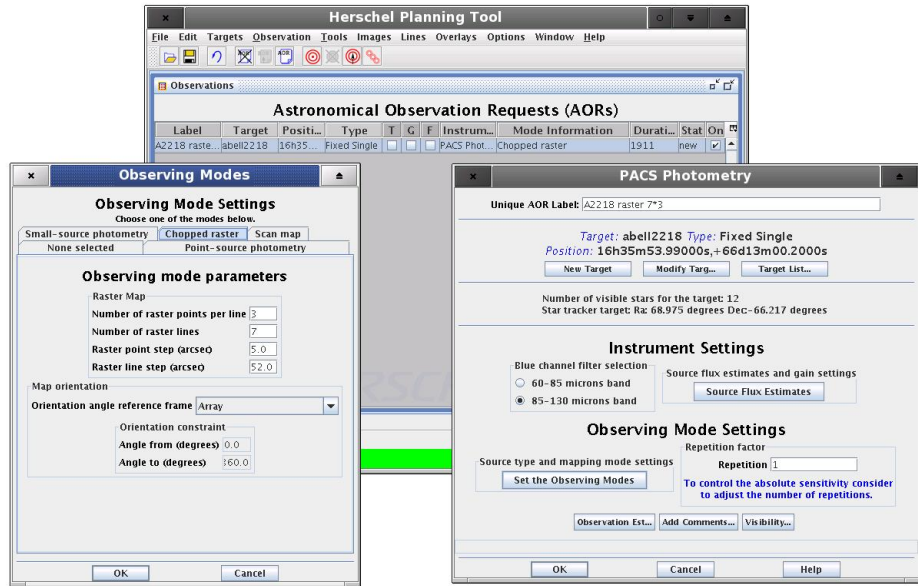 Herschel Planning Tool
File Edit Targets Observation Tools Images Lines Overlays Options Window Help
Observations
Astronomical Observation Requests (AORs)
Label Target Positi... Type T G F Instrum... Mode Information Durati... Stat On
A2218 raste... abell2218 16h35... Fixed Single PACS Phot... Chopped raster 1911 new
Observing Modes
Observing Mode Settings
Choose one of the modes below.
Small-source photometry Chopped raster Scan map
None selected Point-source photometry
Observing mode parameters
Raster Map
Number of raster points per line 3
Number of raster lines 7
Raster point step (arcsec) 5.0
Raster line step (arcsec) 52.0
Map orientation
Orientation angle reference frame Array
Orientation constraint
Angle from (degrees) 0.0
Angle to (degrees) 360.0
OK Cancel
PACS Photometry
Unique AOR Label: A2218 raster 7*3
Target: abell2218 Type: Fixed Single
Position: 16h35m53.99000s,+66d13m00.2000s
New Target Modify Targ... Target List...
Number of visible stars for the target: 12
Star tracker target: Ra: 68.975 degrees Dec:-66.217 degrees
Instrument Settings
Blue channel filter selection
60-85 microns band
85-130 microns band
Source flux estimates and gain settings
Source Flux Estimates
Observing Mode Settings
Source type and mapping mode settings
Set the Observing Modes
Repetition factor
Repetition 1
To control the absolute sensitivity consider
to adjust the number of repetitions.
Observation Est... Add Comments... Visibility...
OK Cancel Help